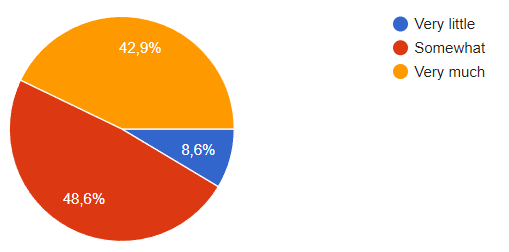 Very little
Somewhat
Very much
42,9%
8,6%
48,6%